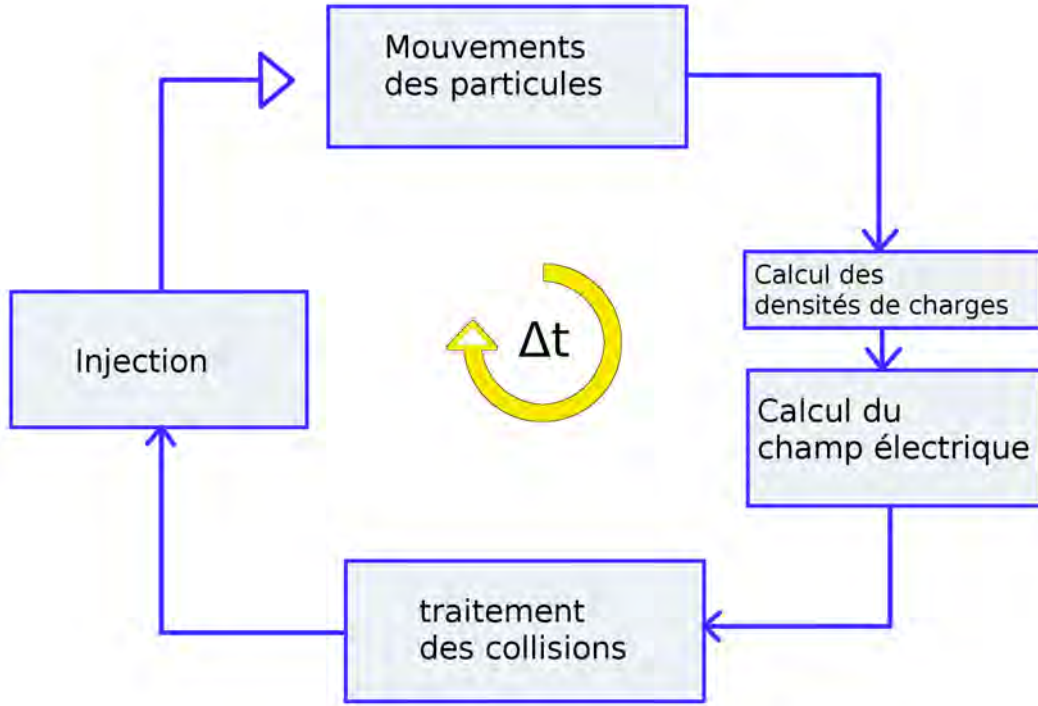 Mouvements
des particules
Calcul des
densités de charges
Injection
Δt
Calcul du
champ électrique
traitement
des collisions